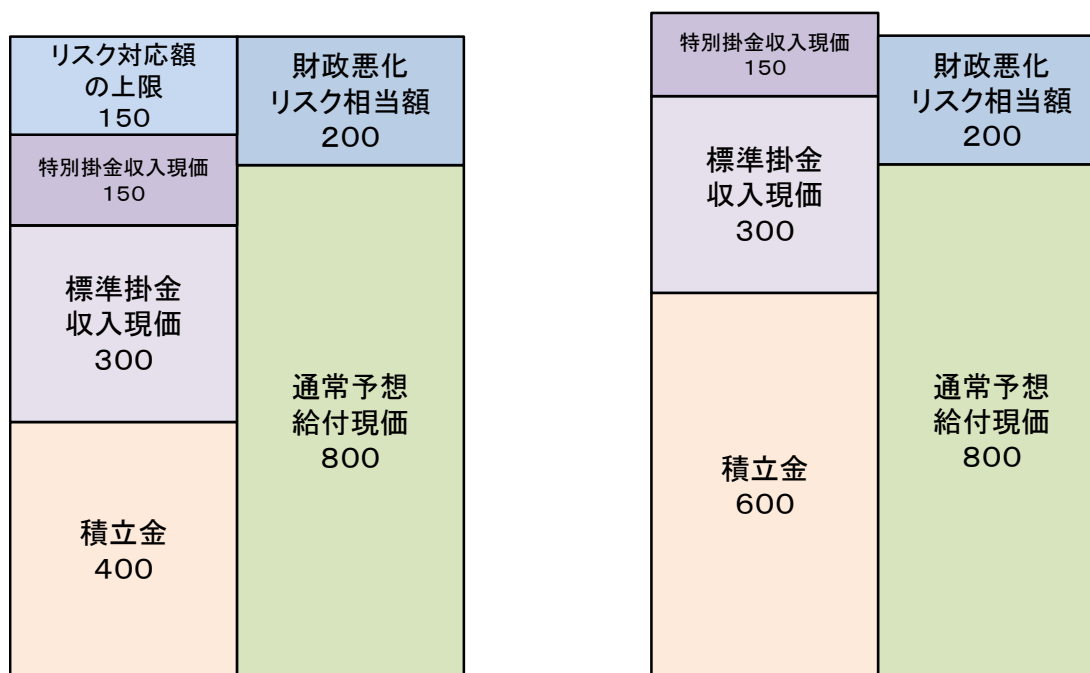 リスク対応額
の上限
150
特別掛金収入現価
150
標準掛金
収入現価
300
積立金
400
財政悪化
リスク相当額
200
通常予想
給付現価
800
特別掛金収入現価
150
標準掛金
収入現価
300
積立金
600
財政悪化
リスク相当額
200
通常予想
給付現価
800